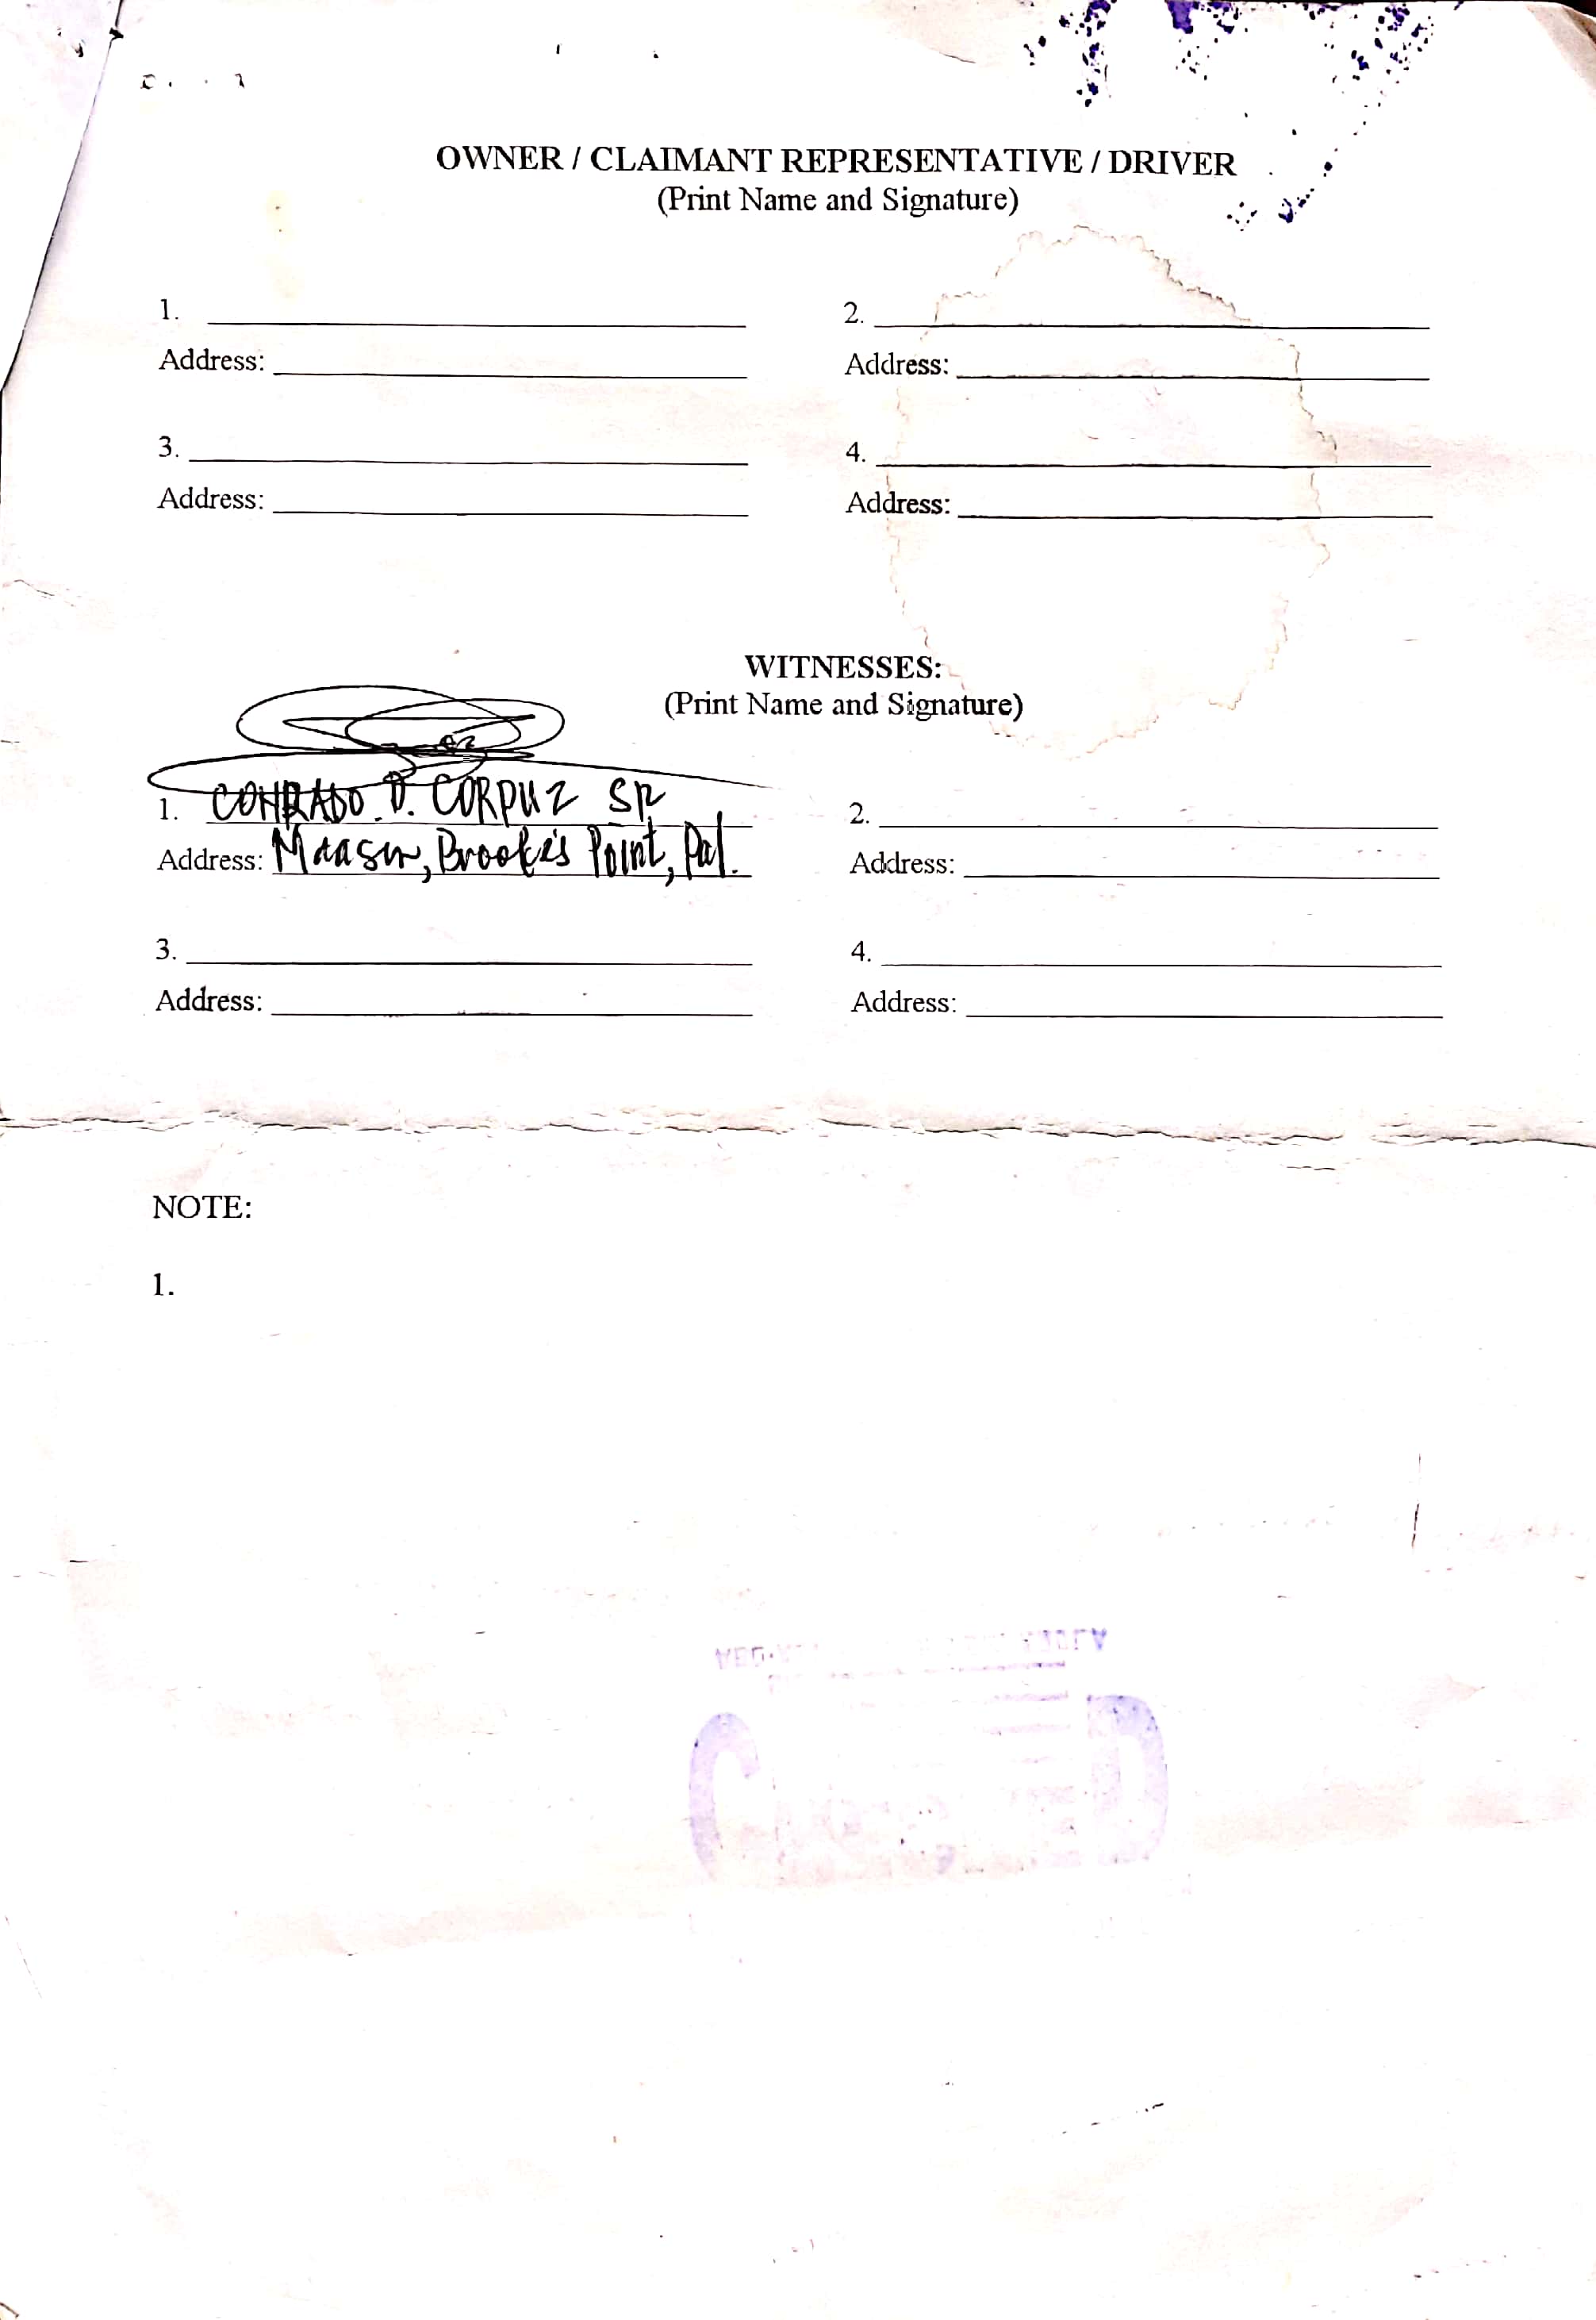 OWNER / CLAIMANT REPRESENTATIVE / DRIVER
(Print Name and Signature)
1. 2.
Address: Address:
3. 4.
Address: Address:
WITNESSES:
(Print Name and Signature)
1. CONRADO. D. CORPUZ SR 2.
Address: Maasin, Brooke's Point, Pal. Address:
3. 4.
Address: Address:
NOTE:
1.